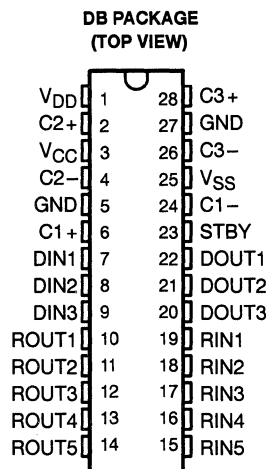 DB PACKAGE
(TOP VIEW)
VDD 1 28 C3+
C2+ 2 27 GND
VCC 3 26 C3−
C2− 4 25 VSS
GND 5 24 C1−
C1+ 6 23 STBY
DIN1 7 22 DOUT1
DIN2 8 21 DOUT2
DIN3 9 20 DOUT3
ROUT1 10 19 RIN1
ROUT2 11 18 RIN2
ROUT3 12 17 RIN3
ROUT4 13 16 RIN4
ROUT5 14 15 RIN5